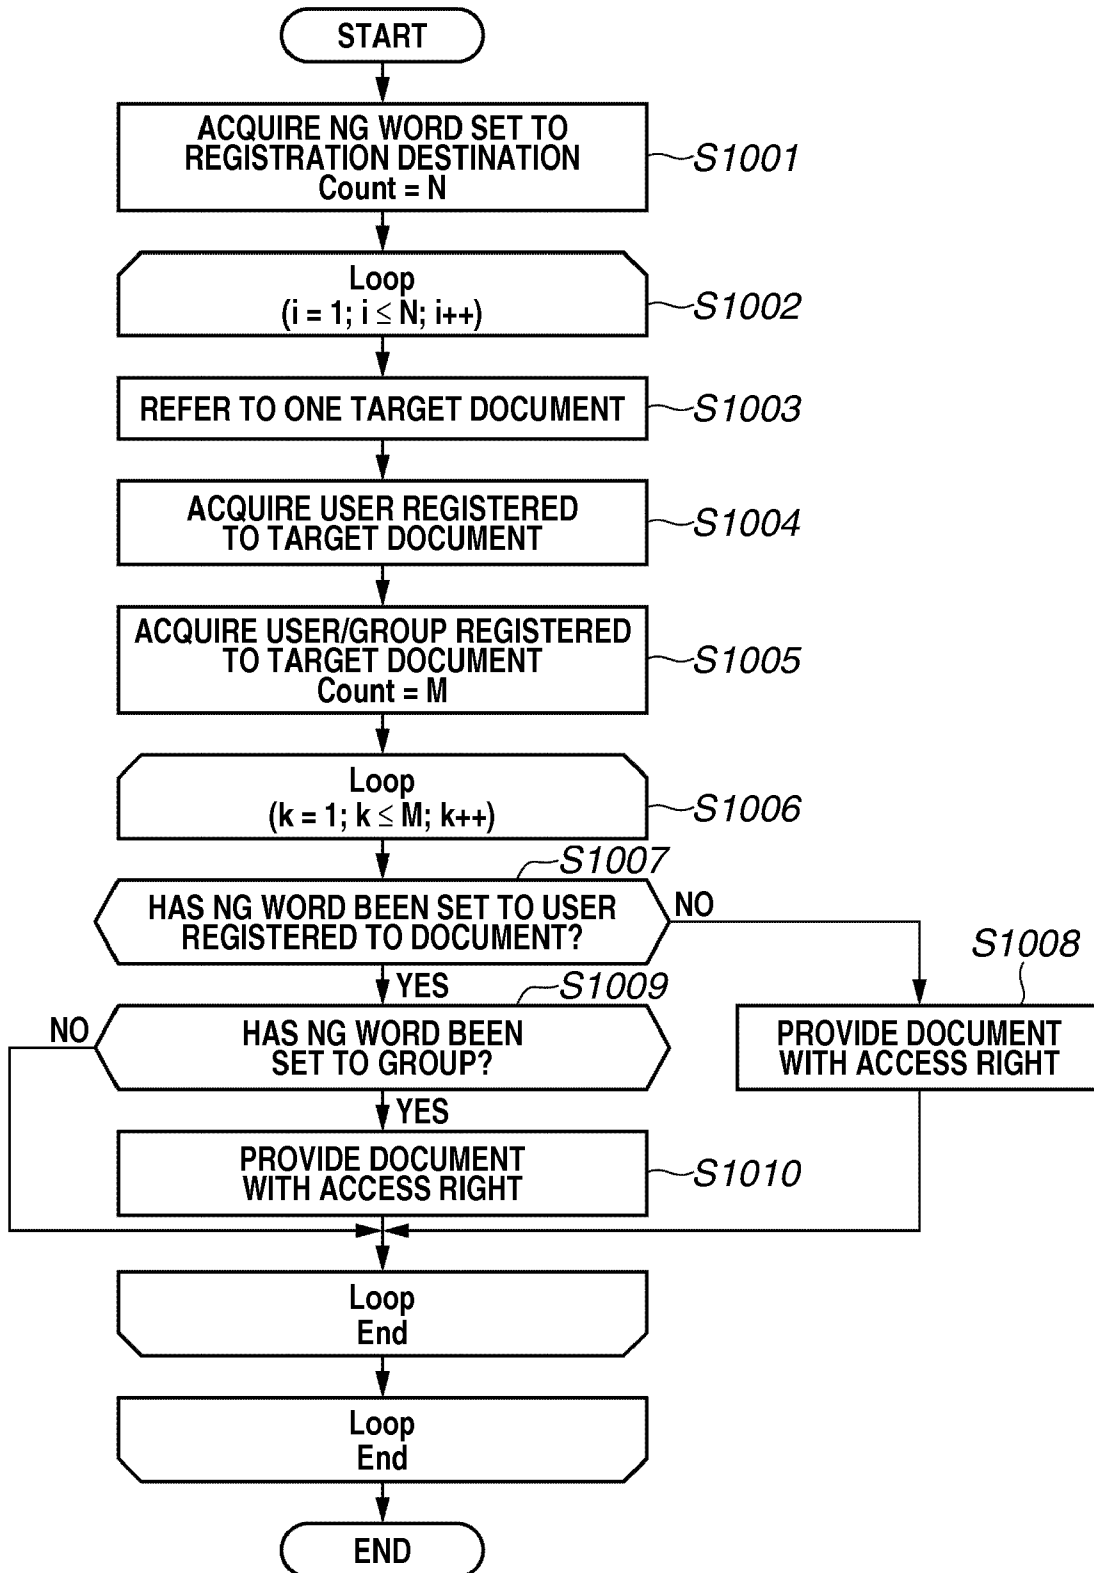 START
ACQUIRE NG WORD SET TO
REGISTRATION DESTINATION
Count = N
S1001
Loop
(i = 1; i ≤ N; i++)
S1002
REFER TO ONE TARGET DOCUMENT
S1003
ACQUIRE USER REGISTERED
TO TARGET DOCUMENT
S1004
ACQUIRE USER/GROUP REGISTERED
TO TARGET DOCUMENT
Count = M
S1005
Loop
(k = 1; k ≤ M; k++)
S1006
S1007
HAS NG WORD BEEN SET TO USER
REGISTERED TO DOCUMENT?
NO
YES
S1008
PROVIDE DOCUMENT
WITH ACCESS RIGHT
S1009
NO
HAS NG WORD BEEN
SET TO GROUP?
YES
PROVIDE DOCUMENT
WITH ACCESS RIGHT
S1010
Loop
End
Loop
End
END